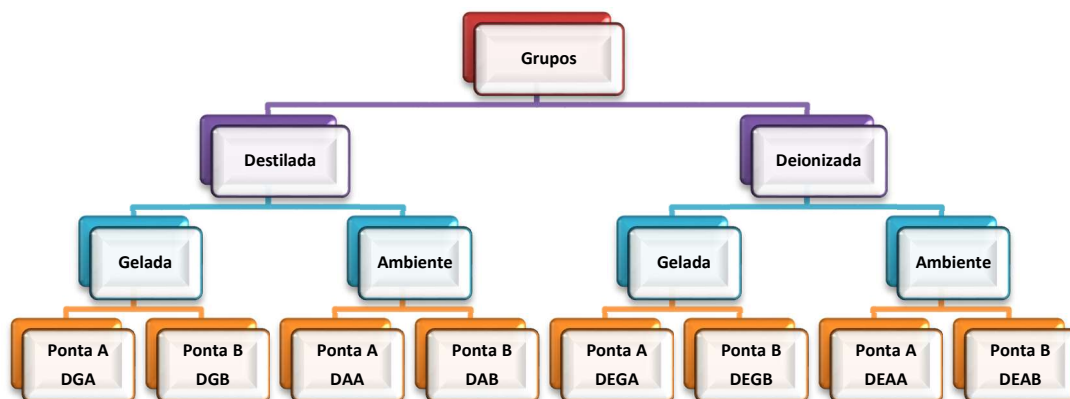 Grupos
Destilada
Deionizada
Gelada
Ambiente
Gelada
Ambiente
Ponta A
DGA
Ponta B
DGB
Ponta A
DAA
Ponta B
DAB
Ponta A
DEGA
Ponta B
DEGB
Ponta A
DEAA
Ponta B
DEAB